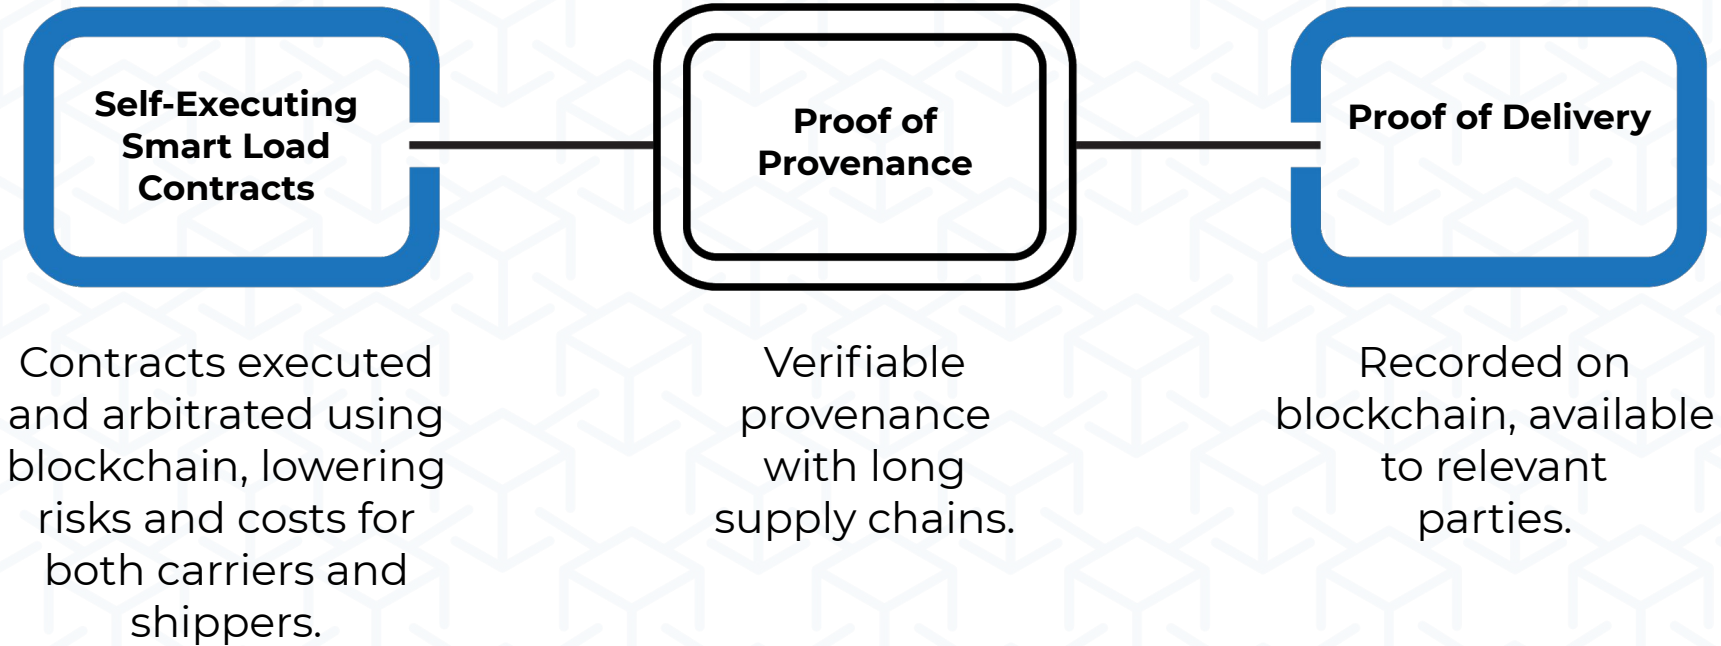 Self-Executing
Smart Load
Contracts
Contracts executed
and arbitrated using
blockchain, lowering
risks and costs for
both carriers and
shippers.
Proof of
Provenance
Verifiable
provenance
with long
supply chains.
Proof of Delivery
Recorded on
blockchain, available
to relevant
parties.